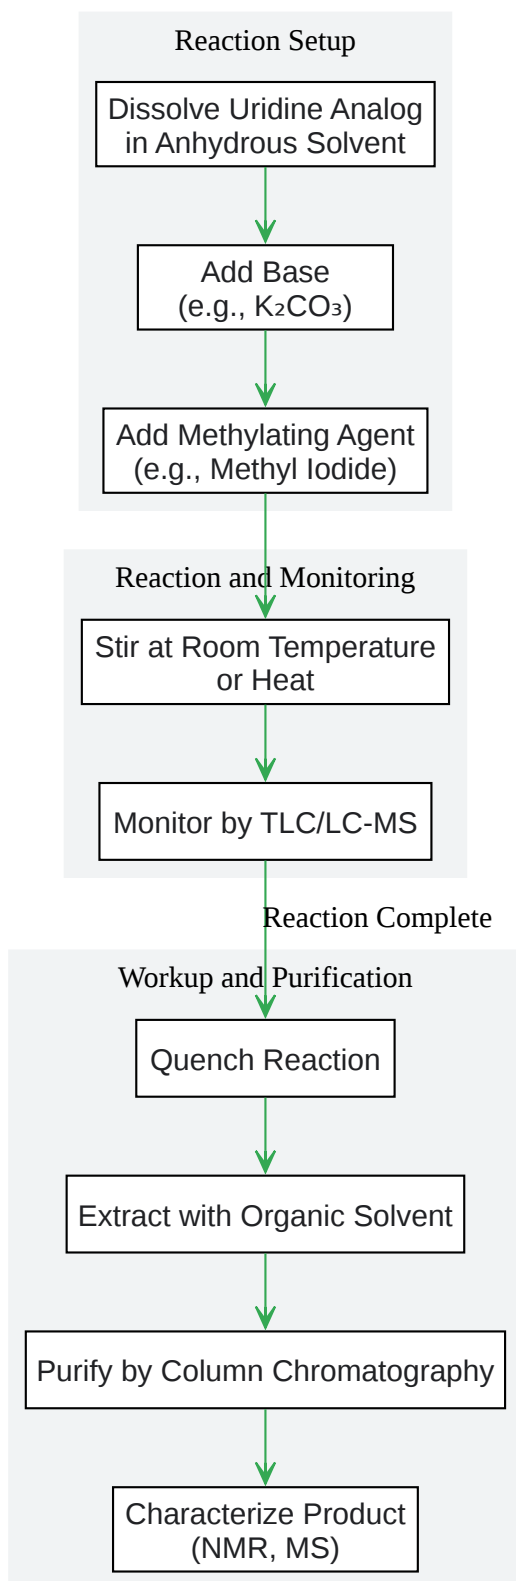 Reaction Setup
Dissolve Uridine Analog
in Anhydrous Solvent
Add Base
(e.g., K₂CO₃)
Add Methylating Agent
(e.g., Methyl Iodide)
Reaction and Monitoring
Stir at Room Temperature
or Heat
Monitor by TLC/LC-MS
Reaction Complete
Workup and Purification
Quench Reaction
Extract with Organic Solvent
Purify by Column Chromatography
Characterize Product
(NMR, MS)